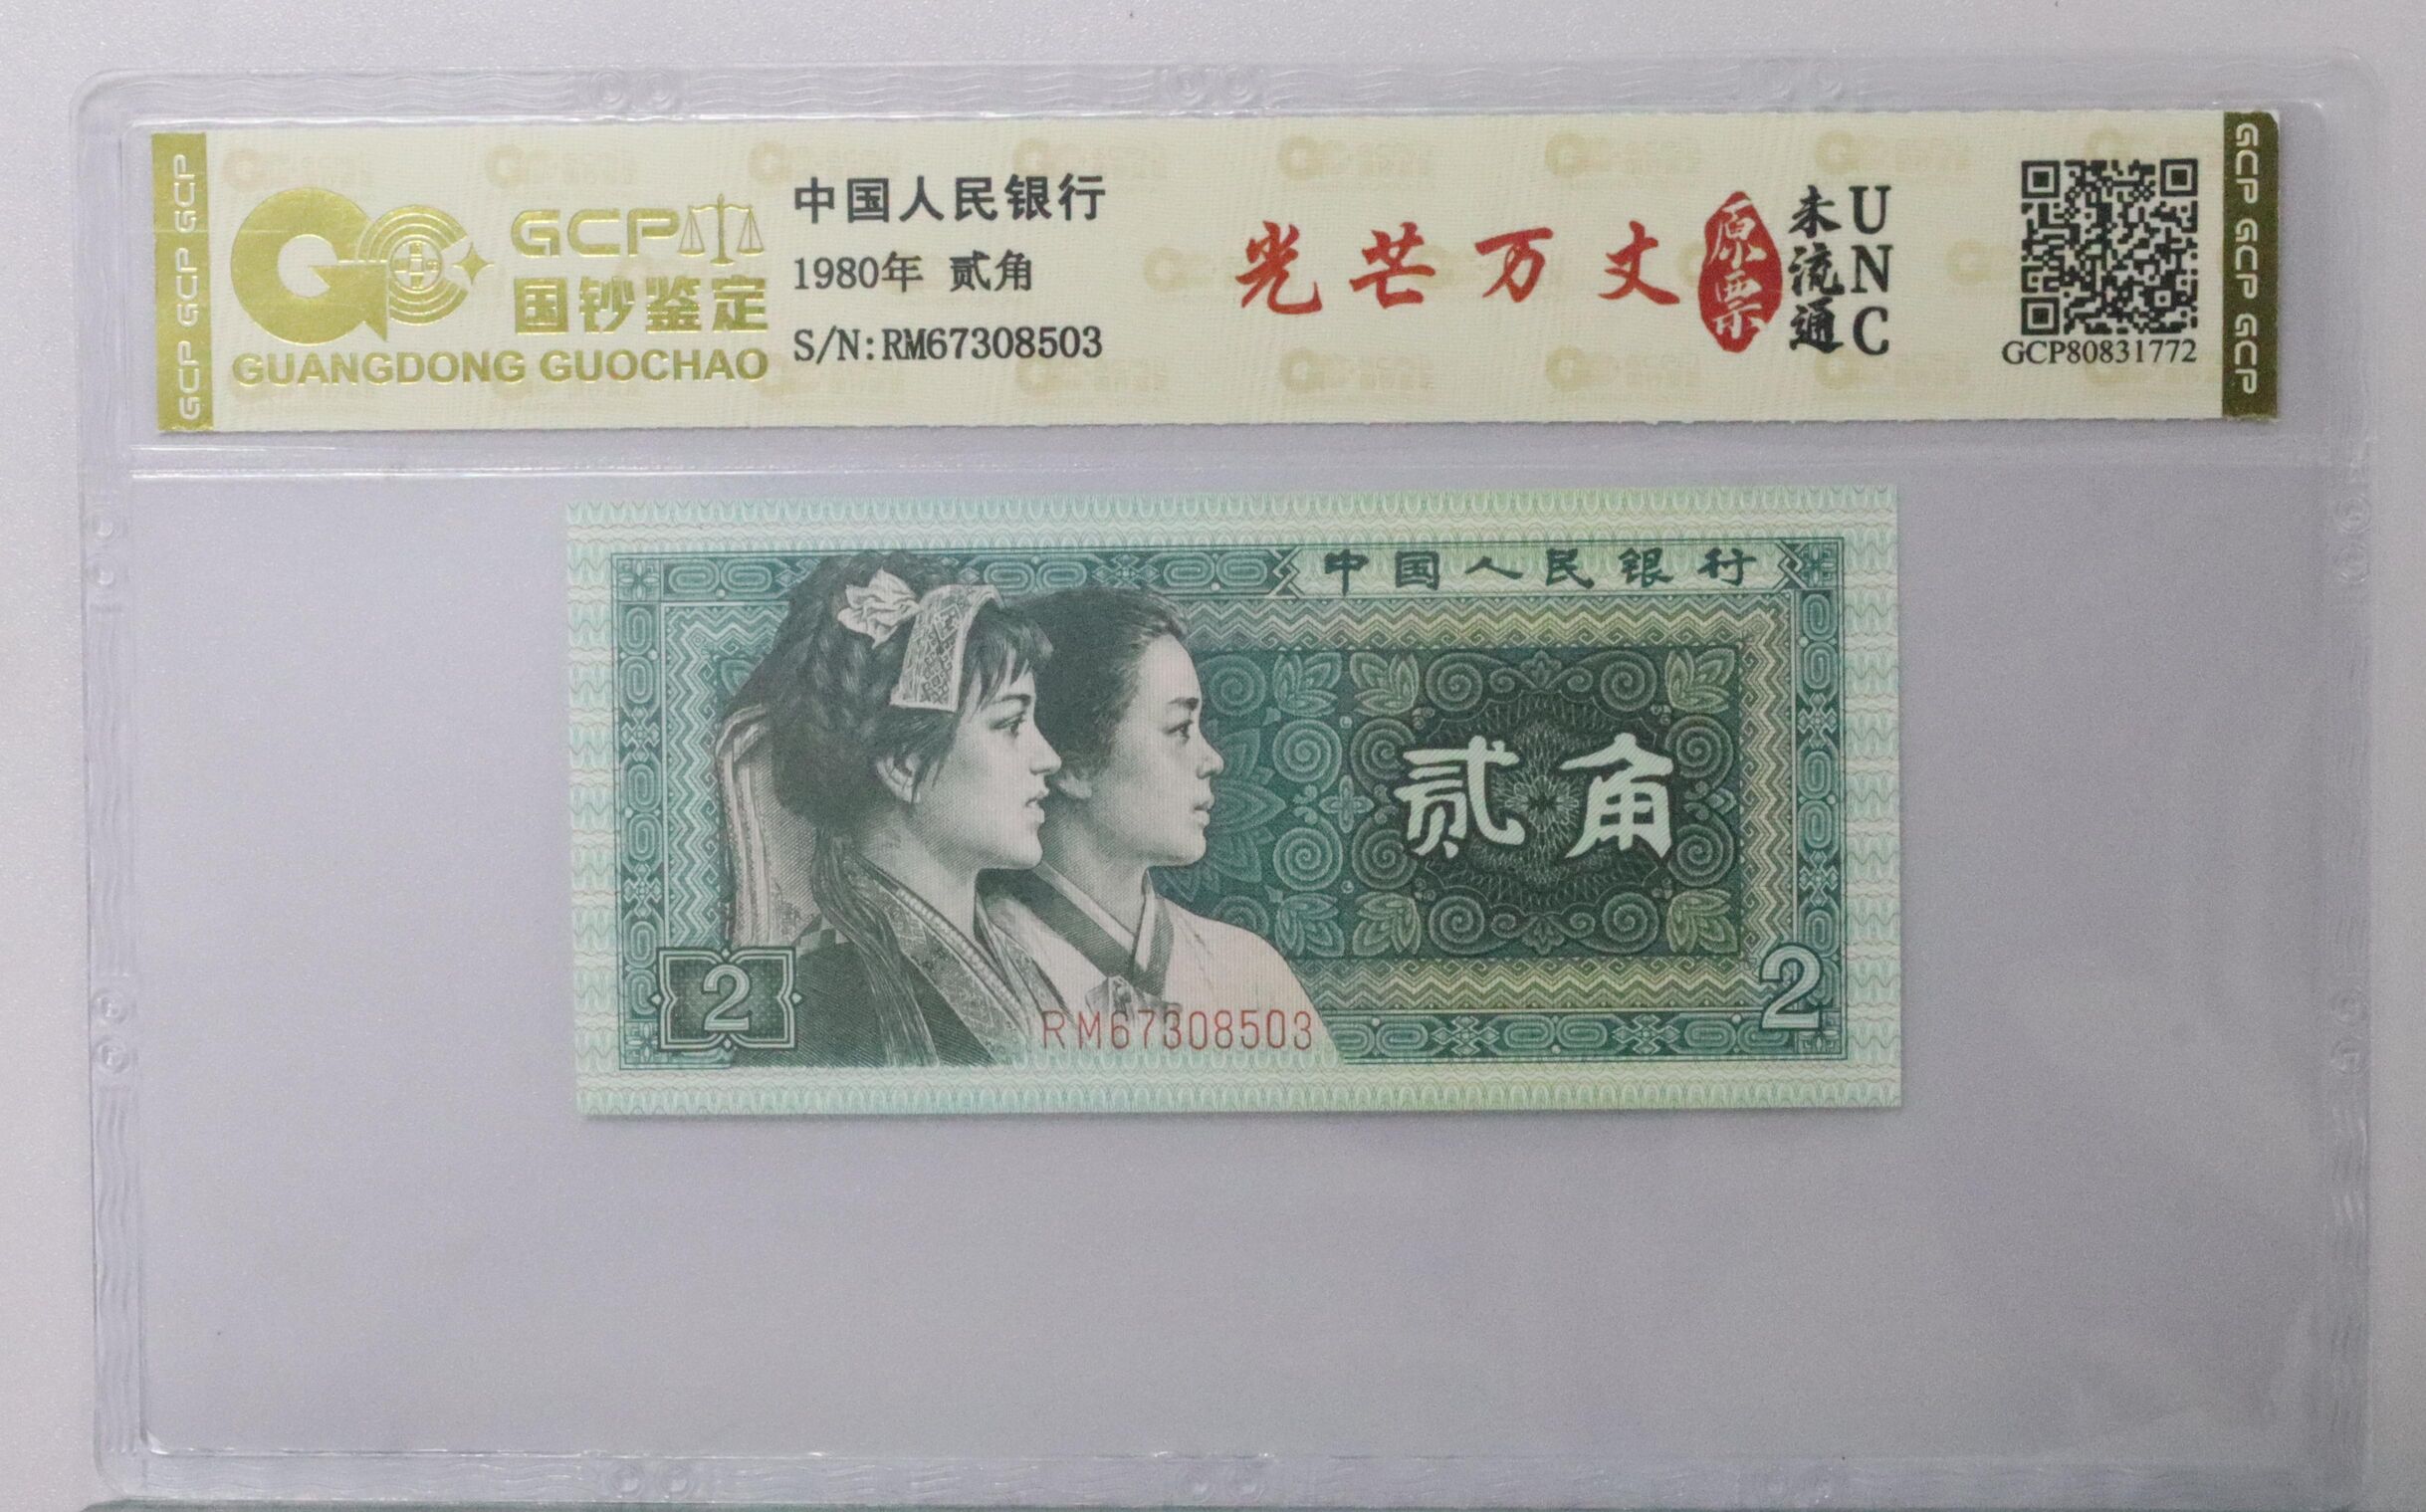 GCP GCP GCP
GCP
国钞鉴定
GUANGDONG GUOCHAO
中国人民银行
1980年 贰角
S/N:RM67308503
光芒万丈
原票
未流通
UNC
GCP80831772
GCP GCP GCP
中国人民银行
贰角
2
RM67308503
2